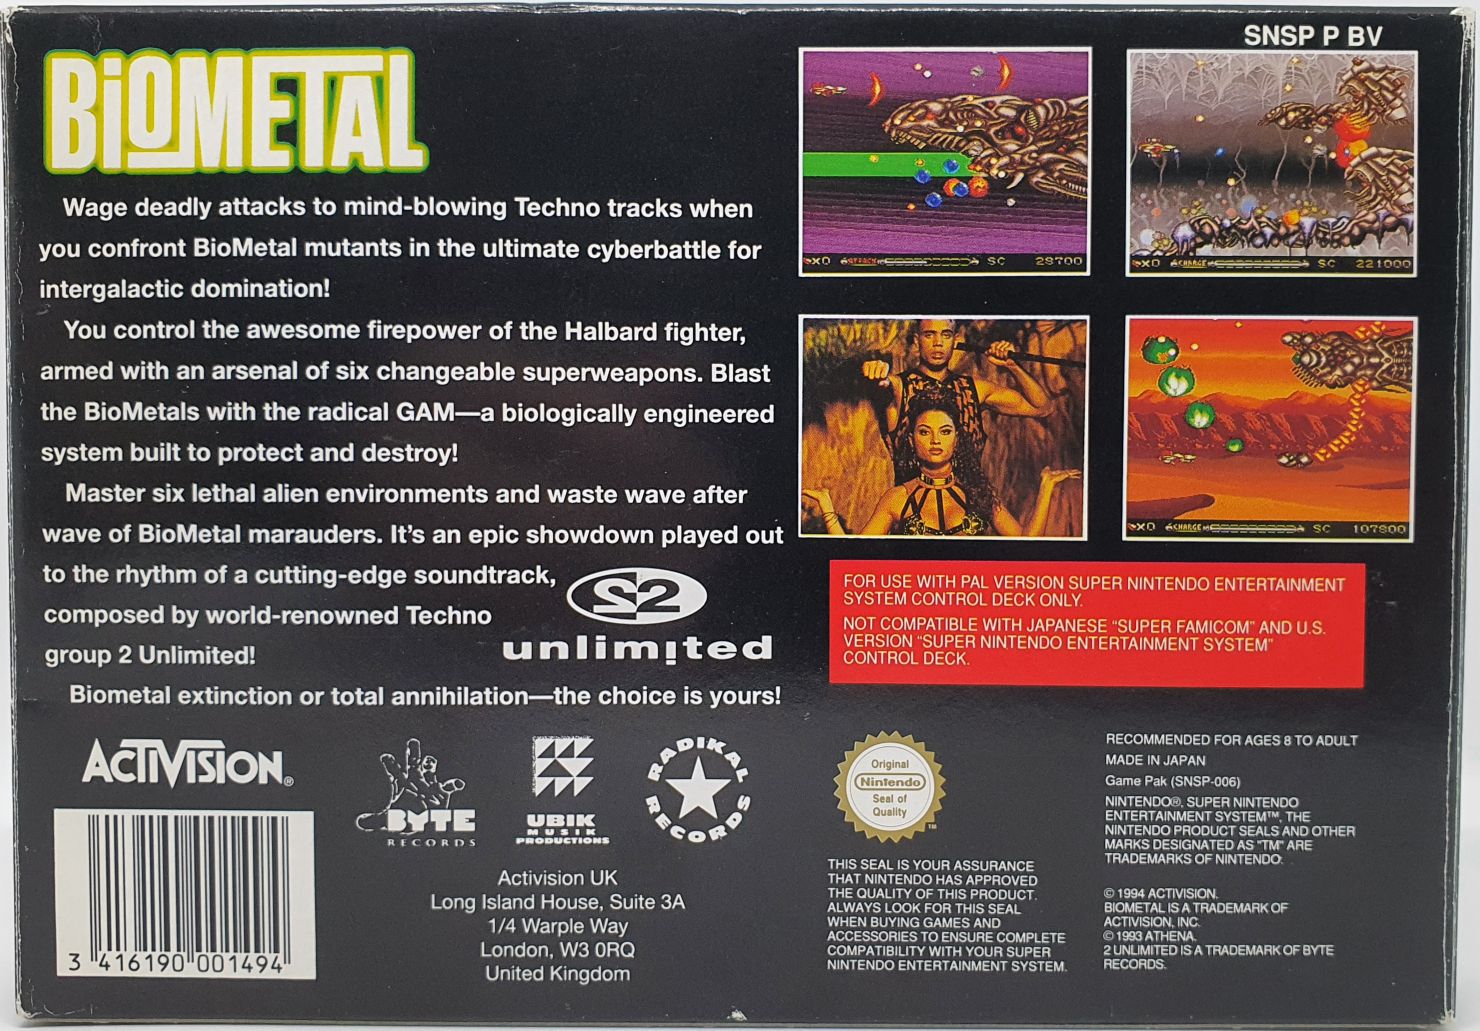 SNSP P BV
BiOMETAL
Wage deadly attacks to mind-blowing Techno tracks when
you confront BioMetal mutants in the ultimate cyberbattle for
intergalactic domination!
You control the awesome firepower of the Halbard fighter,
armed with an arsenal of six changeable superweapons. Blast
the BioMetals with the radical GAM—a biologically engineered
system built to protect and destroy!
Master six lethal alien environments and waste wave after
wave of BioMetal marauders. It's an epic showdown played out
to the rhythm of a cutting-edge soundtrack,
composed by world-renowned Techno
group 2 Unlimited!
Biometal extinction or total annihilation—the choice is yours!
2
unlimited
X0 ATTACK SC 28700
X0 CHARGE SC 221000
X0 CHARGE SC 107800
FOR USE WITH PAL VERSION SUPER NINTENDO ENTERTAINMENT
SYSTEM CONTROL DECK ONLY.
NOT COMPATIBLE WITH JAPANESE "SUPER FAMICOM" AND U.S.
VERSION "SUPER NINTENDO ENTERTAINMENT SYSTEM"
CONTROL DECK.
ACTIVISION®
BYTE
RECORDS
UBIK
MUSIK
PRODUCTIONS
RADIKAL
RECORDS
Activision UK
Long Island House, Suite 3A
1/4 Warple Way
London, W3 0RQ
United Kingdom
3 416190 001494
Original
Nintendo
Seal of
Quality
TM
THIS SEAL IS YOUR ASSURANCE
THAT NINTENDO HAS APPROVED
THE QUALITY OF THIS PRODUCT.
ALWAYS LOOK FOR THIS SEAL
WHEN BUYING GAMES AND
ACCESSORIES TO ENSURE COMPLETE
COMPATIBILITY WITH YOUR SUPER
NINTENDO ENTERTAINMENT SYSTEM.
RECOMMENDED FOR AGES 8 TO ADULT
MADE IN JAPAN
Game Pak (SNSP-006)
NINTENDO®, SUPER NINTENDO
ENTERTAINMENT SYSTEM™, THE
NINTENDO PRODUCT SEALS AND OTHER
MARKS DESIGNATED AS "TM" ARE
TRADEMARKS OF NINTENDO.
© 1994 ACTIVISION.
BIOMETAL IS A TRADEMARK OF
ACTIVISION, INC.
© 1993 ATHENA.
2 UNLIMITED IS A TRADEMARK OF BYTE
RECORDS.